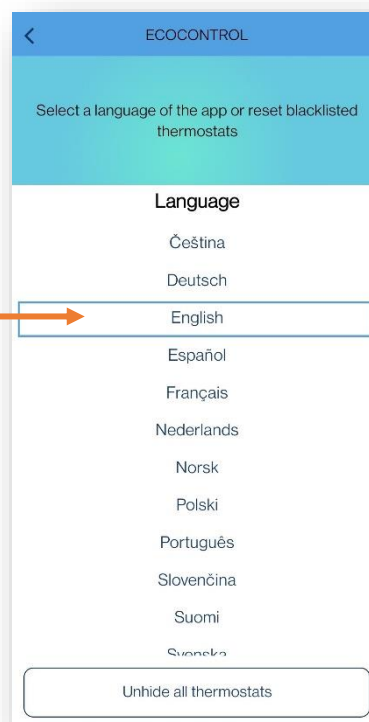 ECOCONTROL
Select a language of the app or reset blacklisted
thermostats
Language
Čeština
Deutsch
English
Español
Français
Nederlands
Norsk
Polski
Português
Slovenčina
Suomi
Svenska
Unhide all thermostats